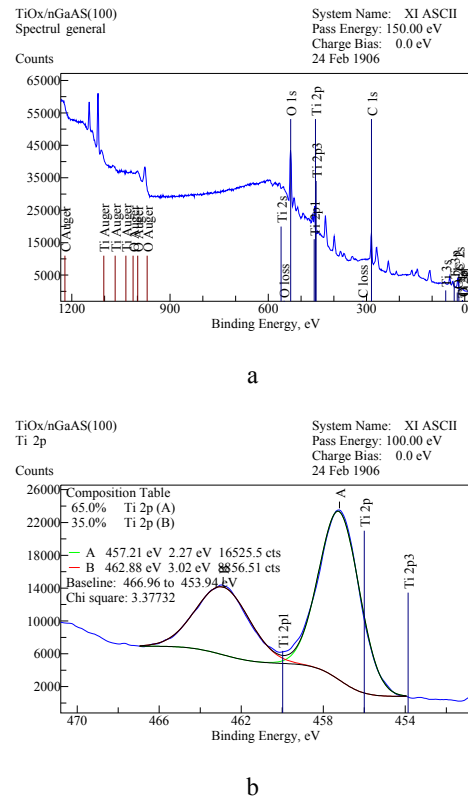 TiOx/nGaAS(100)
System Name: XI ASCII
Spectrul general
Pass Energy: 150.00 eV
Charge Bias: 0.0 eV
24 Feb 1906
Counts
65000
55000
45000
35000
25000
15000
5000
C Auger
Ti Auger
Ti Auger
Ti Auger
Ti Auger
O Auger
O Auger
Ti 2s
O loss
O 1s
Ti 2p1
Ti 2p
Ti 2p3
C loss
C 1s
Ti 3s
1200
900
600
300
0
Binding Energy, eV
a
TiOx/nGaAS(100)
System Name: XI ASCII
Ti 2p
Pass Energy: 100.00 eV
Charge Bias: 0.0 eV
24 Feb 1906
Counts
26000
22000
18000
14000
10000
6000
2000
Composition Table
65.0% Ti 2p (A)
35.0% Ti 2p (B)
A 457.21 eV 2.27 eV 16525.5 cts
B 462.88 eV 3.02 eV 8856.51 cts
Baseline: 466.96 to 453.94 eV
Chi square: 3.37732
B
Ti 2p1
A
Ti 2p
Ti 2p3
470
466
462
458
454
Binding Energy, eV
b